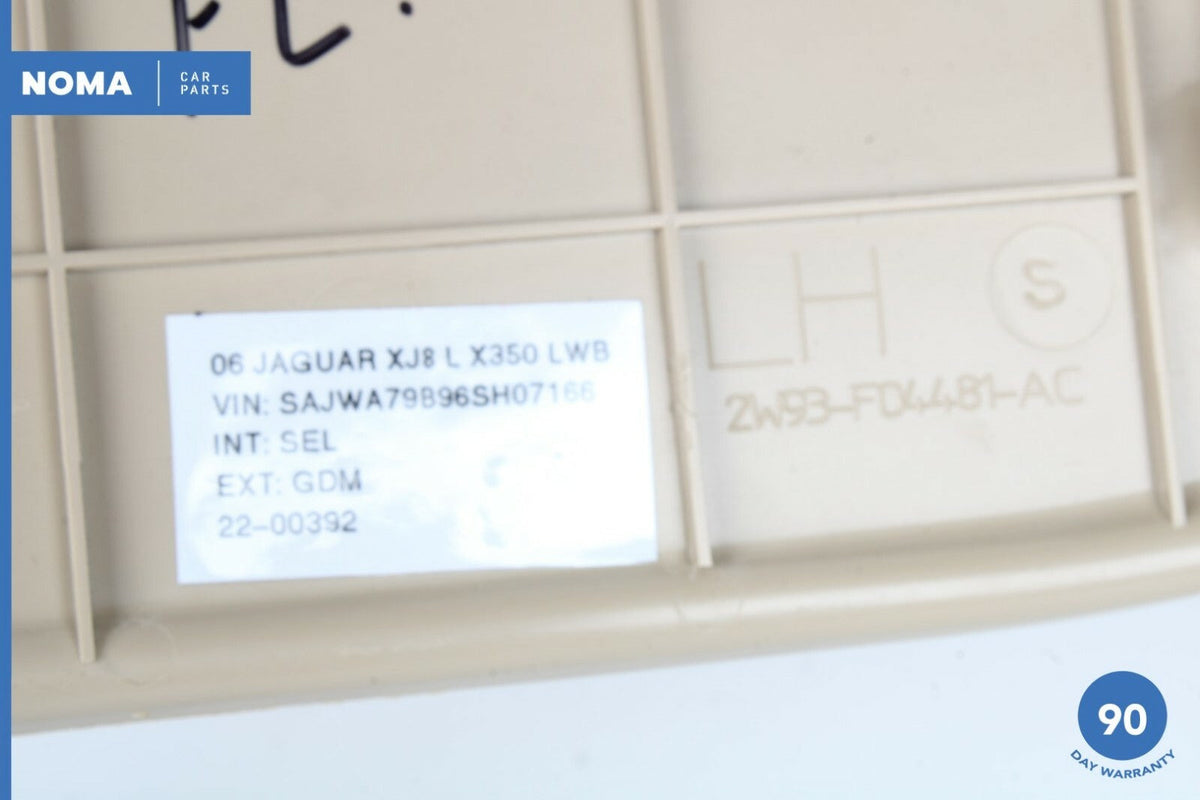 NOMA
CAR
PARTS
LH
S
2W93-F04481-AC
06 JAGUAR XJ8 L X350 LWB
VIN: SAJWA79B96SH07166
INT: SEL
EXT: GDM
22-00392
90
DAY WARRANTY